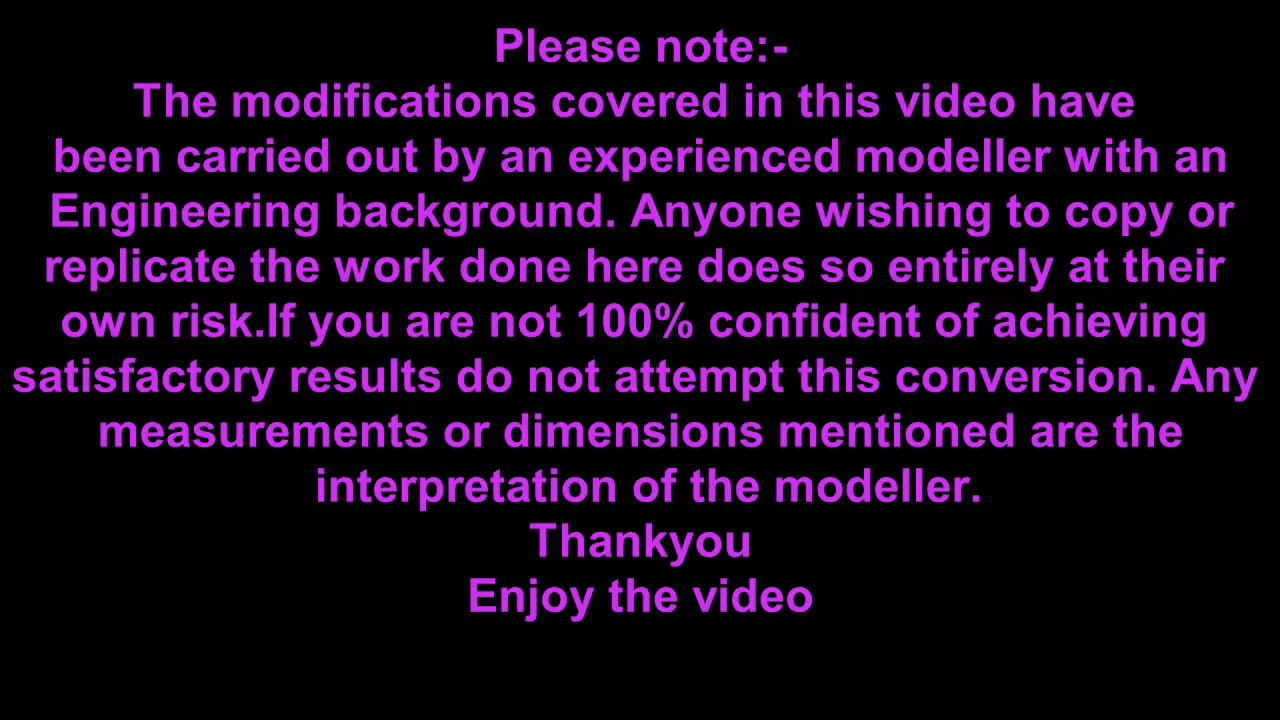 Please note:-
The modifications covered in this video have
been carried out by an experienced modeller with an
Engineering background. Anyone wishing to copy or
replicate the work done here does so entirely at their
own risk.If you are not 100% confident of achieving
satisfactory results do not attempt this conversion. Any
measurements or dimensions mentioned are the
interpretation of the modeller.
Thankyou
Enjoy the video